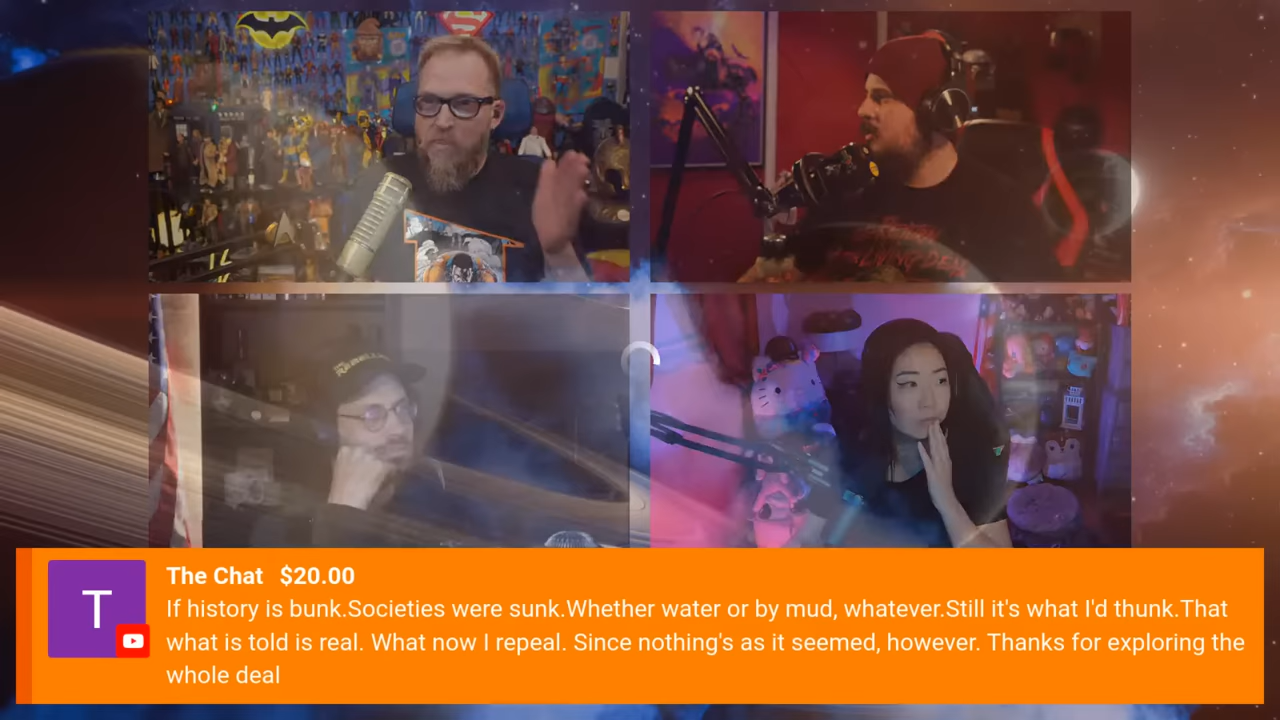 The Chat $20.00
T
If history is bunk.Societies were sunk.Whether water or by mud, whatever.Still it's what I'd thunk.That
what is told is real. What now I repeal. Since nothing's as it seemed, however. Thanks for exploring the
whole deal